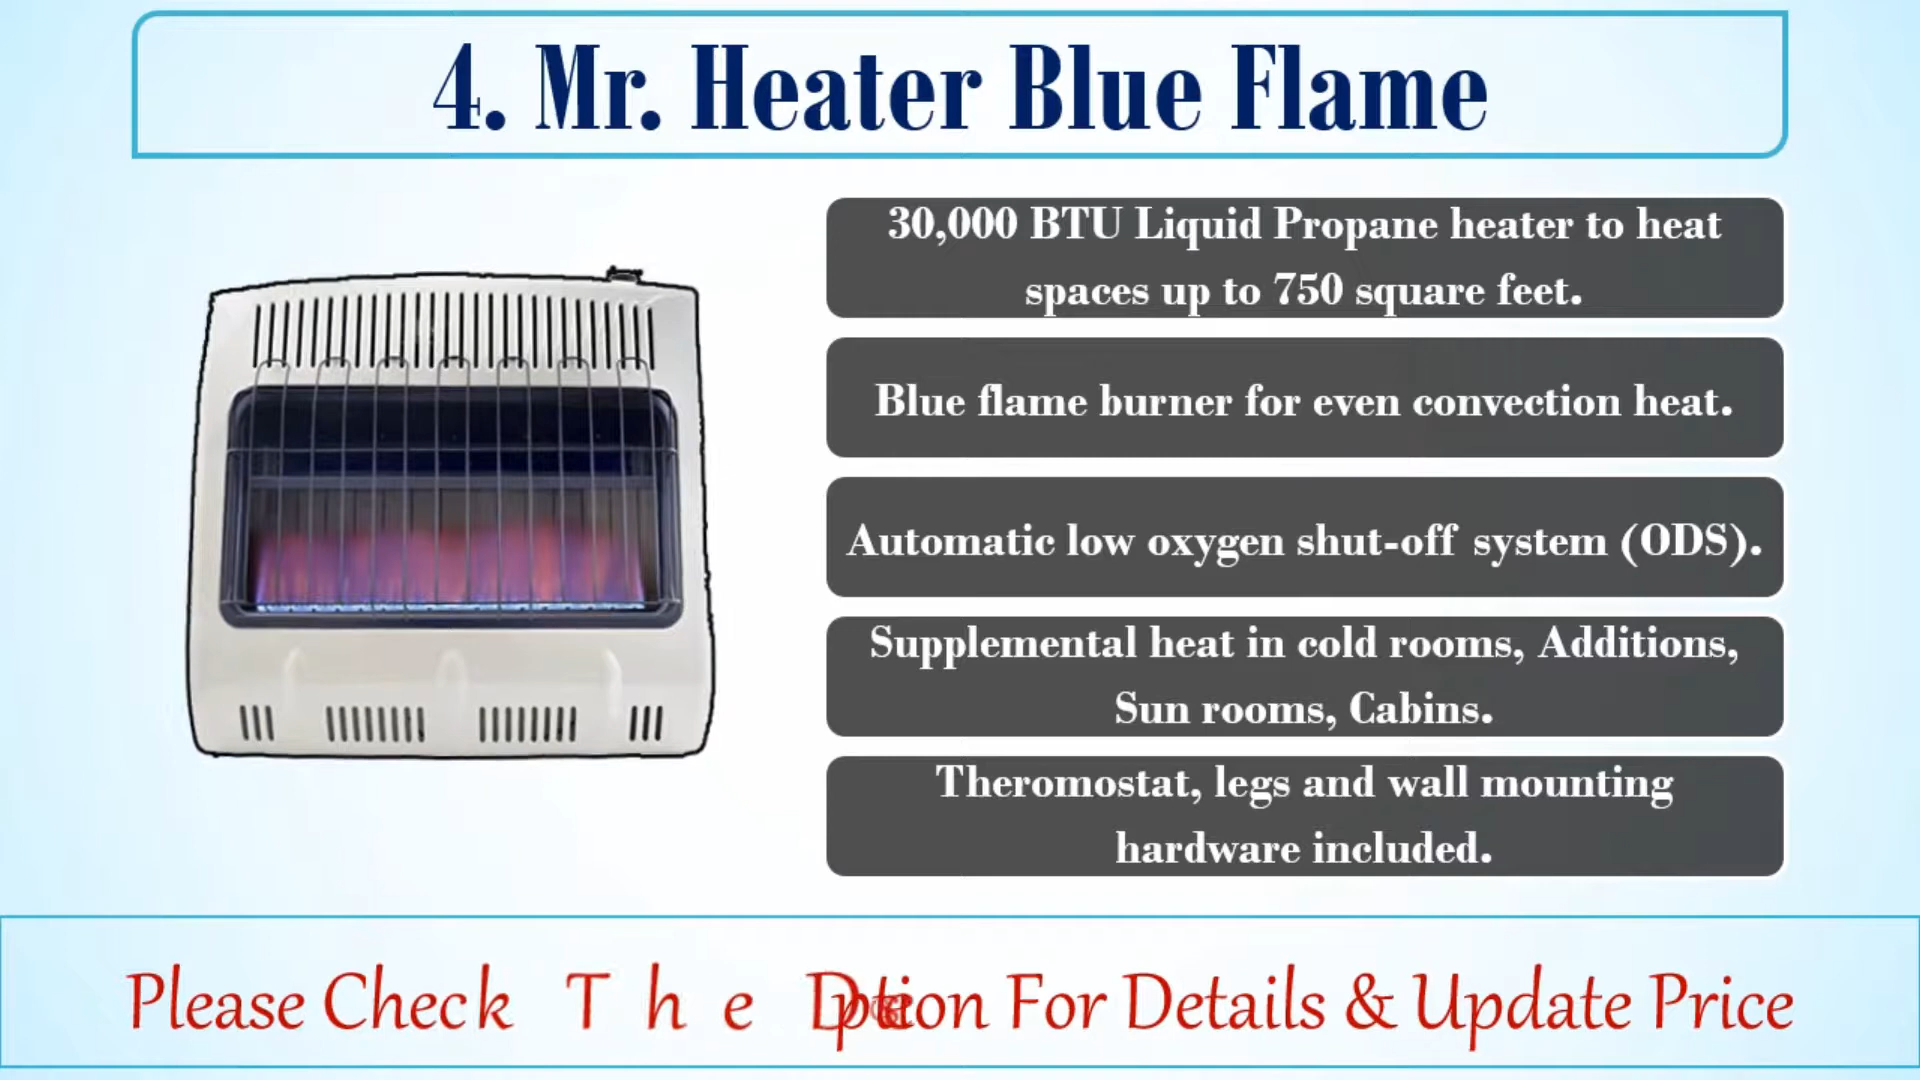 4. Mr. Heater Blue Flame
30,000 BTU Liquid Propane heater to heat
spaces up to 750 square feet.
Blue flame burner for even convection heat.
Automatic low oxygen shut-off system (ODS).
Supplemental heat in cold rooms, Additions,
Sun rooms, Cabins.
Theromostat, legs and wall mounting
hardware included.
Please Check The For Details & Update Price